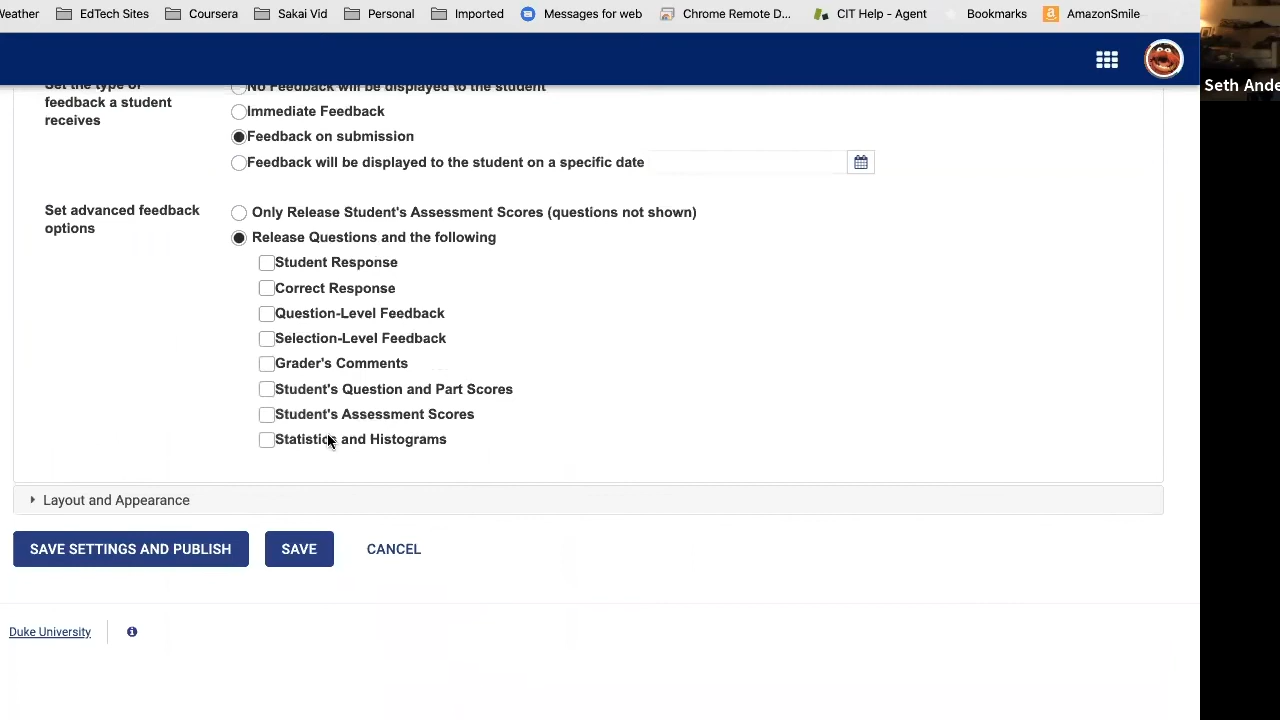 Weather EdTech Sites Coursera Sakai Vid Personal Imported Messages for web Chrome Remote D... CIT Help - Agent Bookmarks AmazonSmile
Seth Ande
Set the type of
feedback a student
receives
No Feedback will be displayed to the student
Immediate Feedback
Feedback on submission
Feedback will be displayed to the student on a specific date
Set advanced feedback
options
Only Release Student's Assessment Scores (questions not shown)
Release Questions and the following
Student Response
Correct Response
Question-Level Feedback
Selection-Level Feedback
Grader's Comments
Student's Question and Part Scores
Student's Assessment Scores
Statistics and Histograms
Layout and Appearance
SAVE SETTINGS AND PUBLISH SAVE CANCEL
Duke University